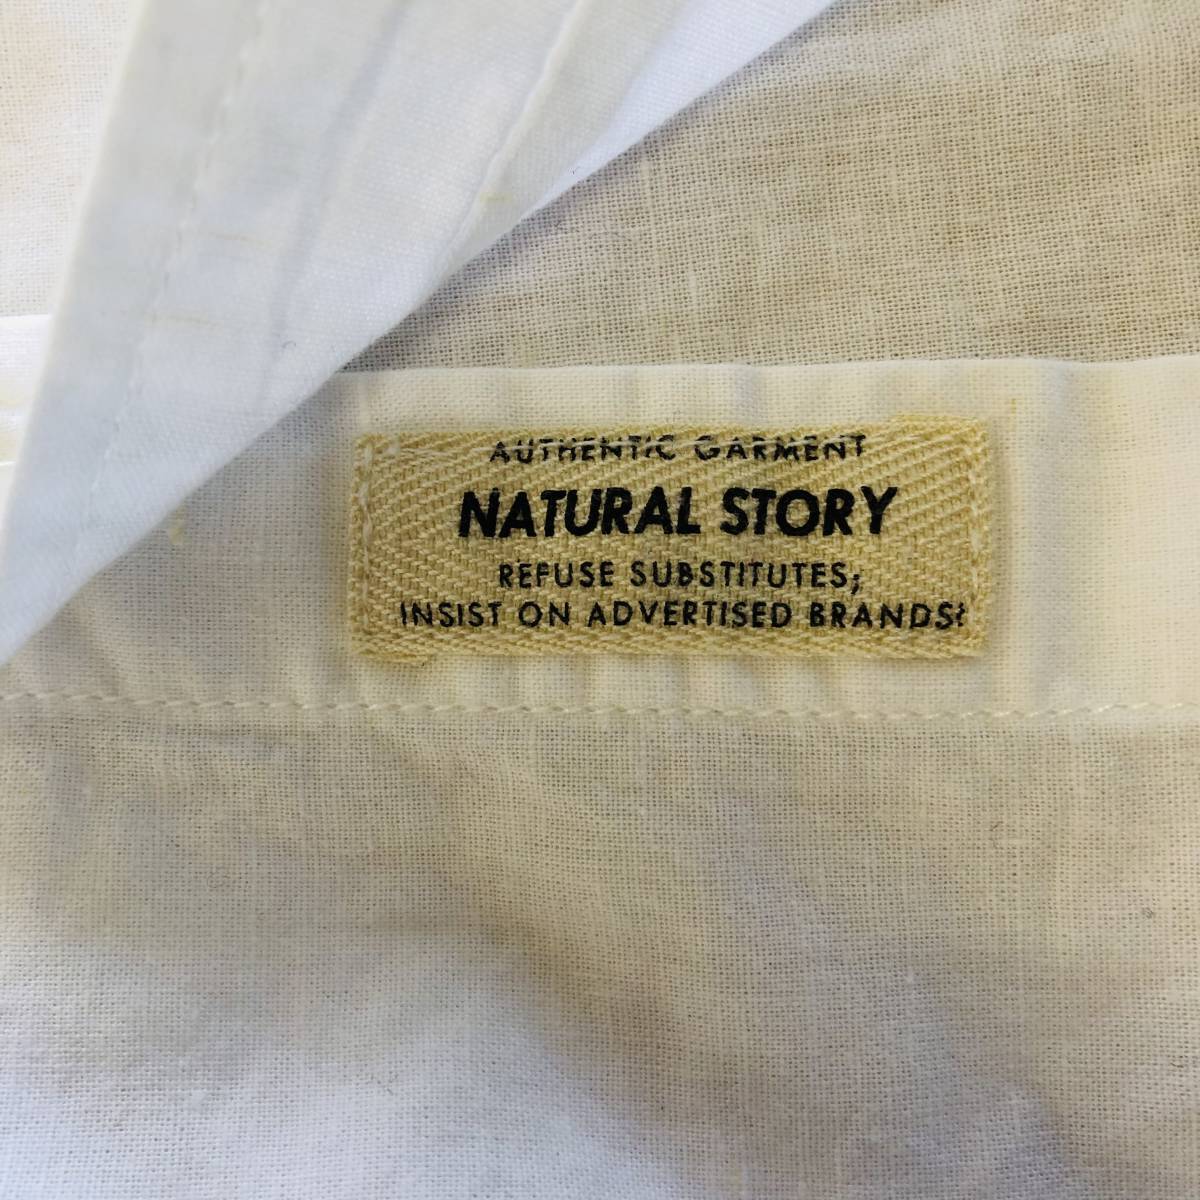 AUTHENTIC GARMENT
NATURAL STORY
REFUSE SUBSTITUTES;
INSIST ON ADVERTISED BRANDS!